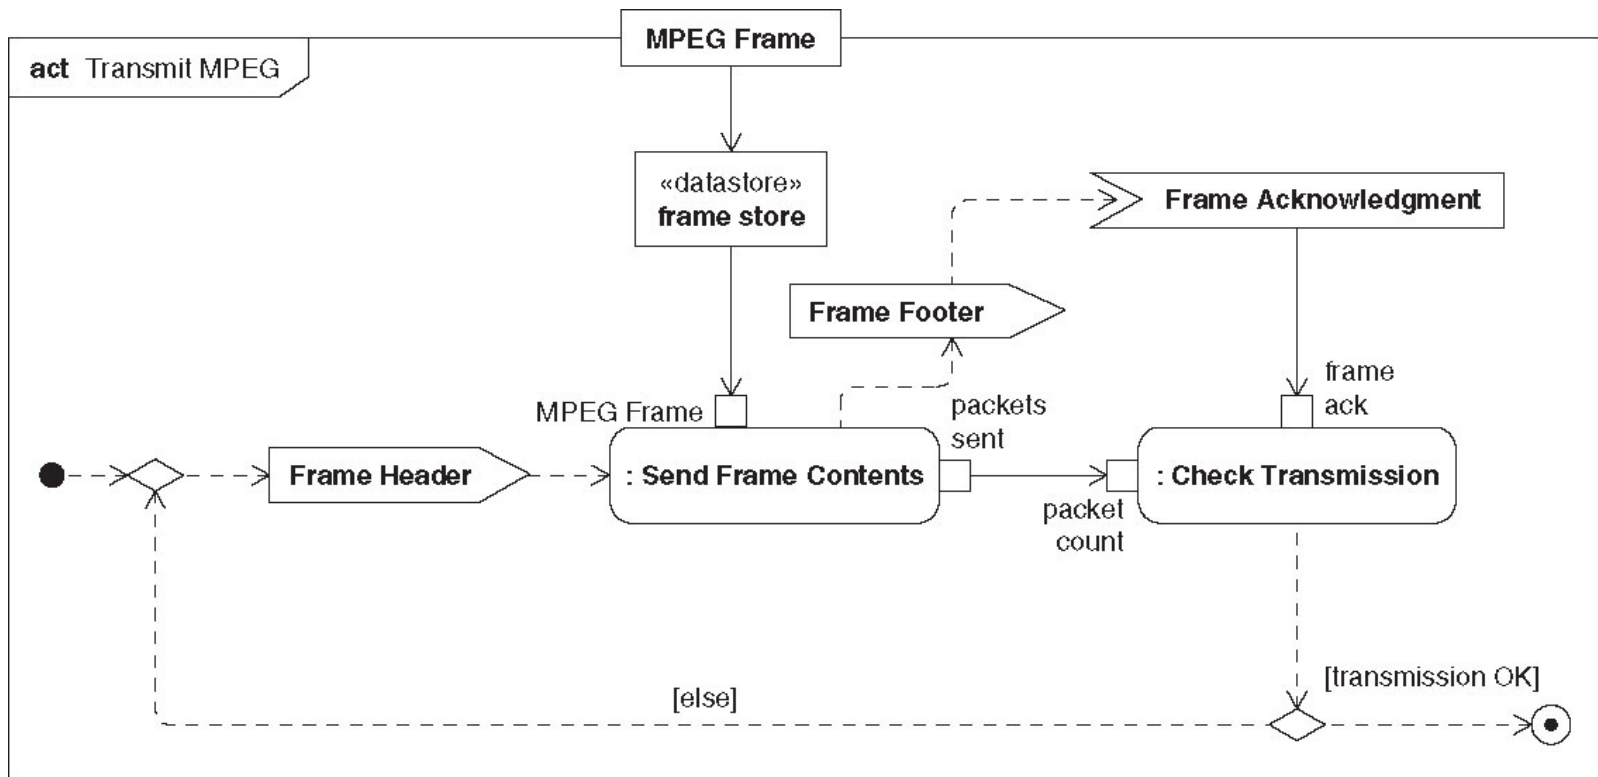 MPEG Frame
act Transmit MPEG
«datastore»
frame store
Frame Acknowledgment
Frame Footer
MPEG Frame
packets
sent
frame
ack
Frame Header
: Send Frame Contents
: Check Transmission
packet
count
[transmission OK]
[else]